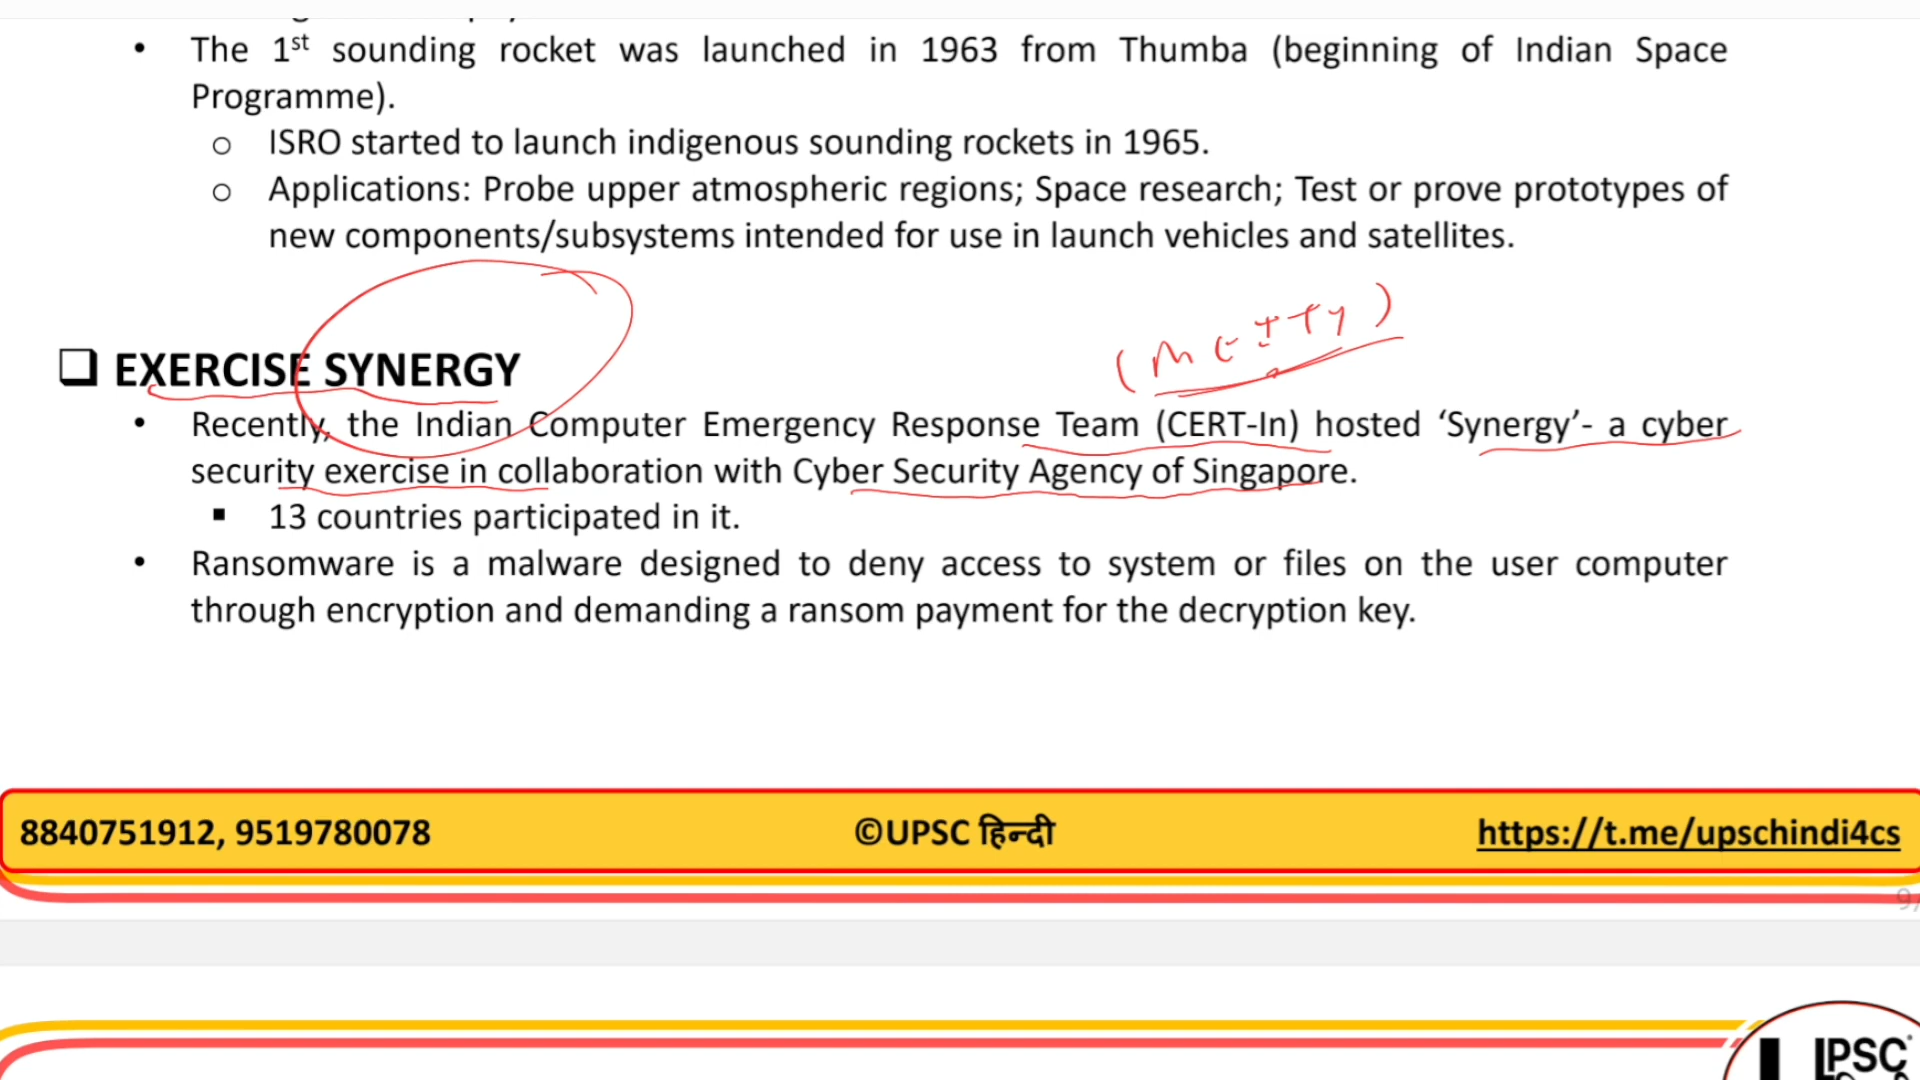 • The 1st sounding rocket was launched in 1963 from Thumba (beginning of Indian Space
Programme).
o ISRO started to launch indigenous sounding rockets in 1965.
o Applications: Probe upper atmospheric regions; Space research; Test or prove prototypes of
new components/subsystems intended for use in launch vehicles and satellites.
(MeitY)
❑ EXERCISE SYNERGY
• Recently, the Indian Computer Emergency Response Team (CERT-In) hosted ‘Synergy’- a cyber
security exercise in collaboration with Cyber Security Agency of Singapore.
▪ 13 countries participated in it.
• Ransomware is a malware designed to deny access to system or files on the user computer
through encryption and demanding a ransom payment for the decryption key.
8840751912, 9519780078 ©UPSC हिन्दी https://t.me/upschindi4cs
UPSC